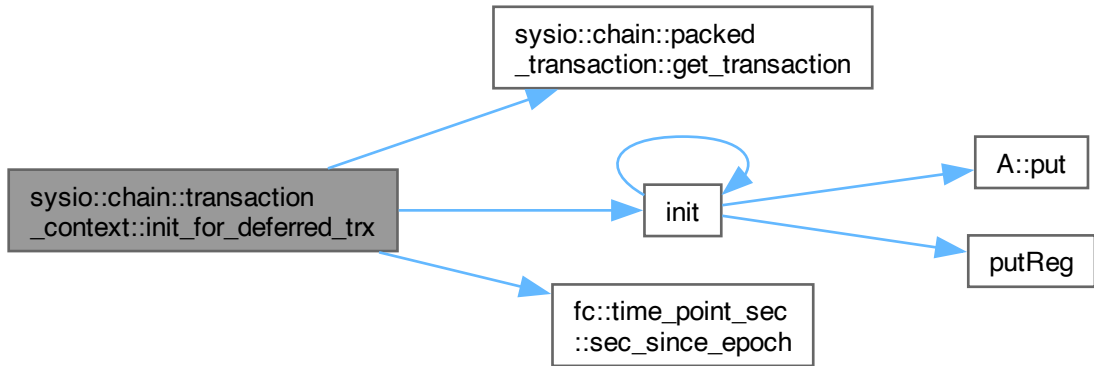 sysio::chain::packed
_transaction::get_transaction
sysio::chain::transaction
_context::init_for_deferred_trx
init
A::put
putReg
fc::time_point_sec
::sec_since_epoch